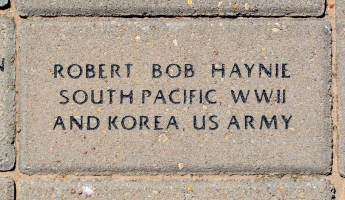 ROBERT BOB HAYNIE
SOUTH PACIFIC, WWII
AND KOREA, US ARMY